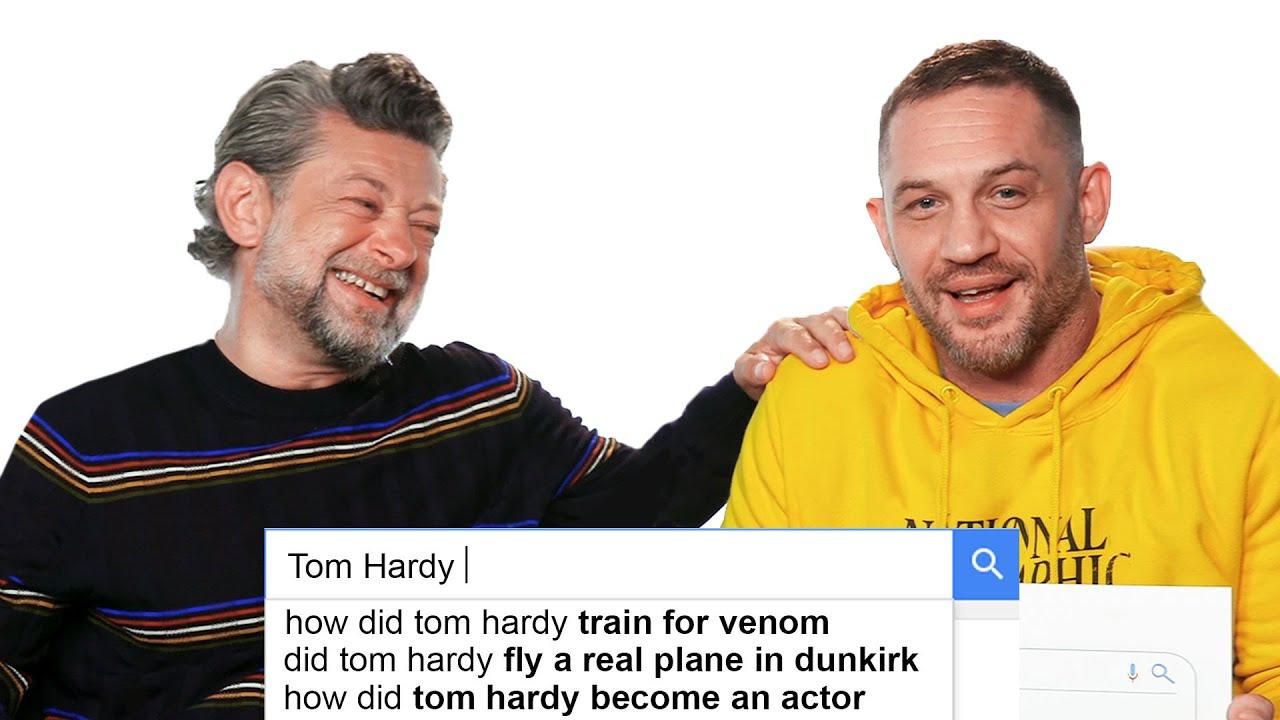 NATIONAL
Tom Hardy
how did tom hardy train for venom
did tom hardy fly a real plane in dunkirk
how did tom hardy become an actor